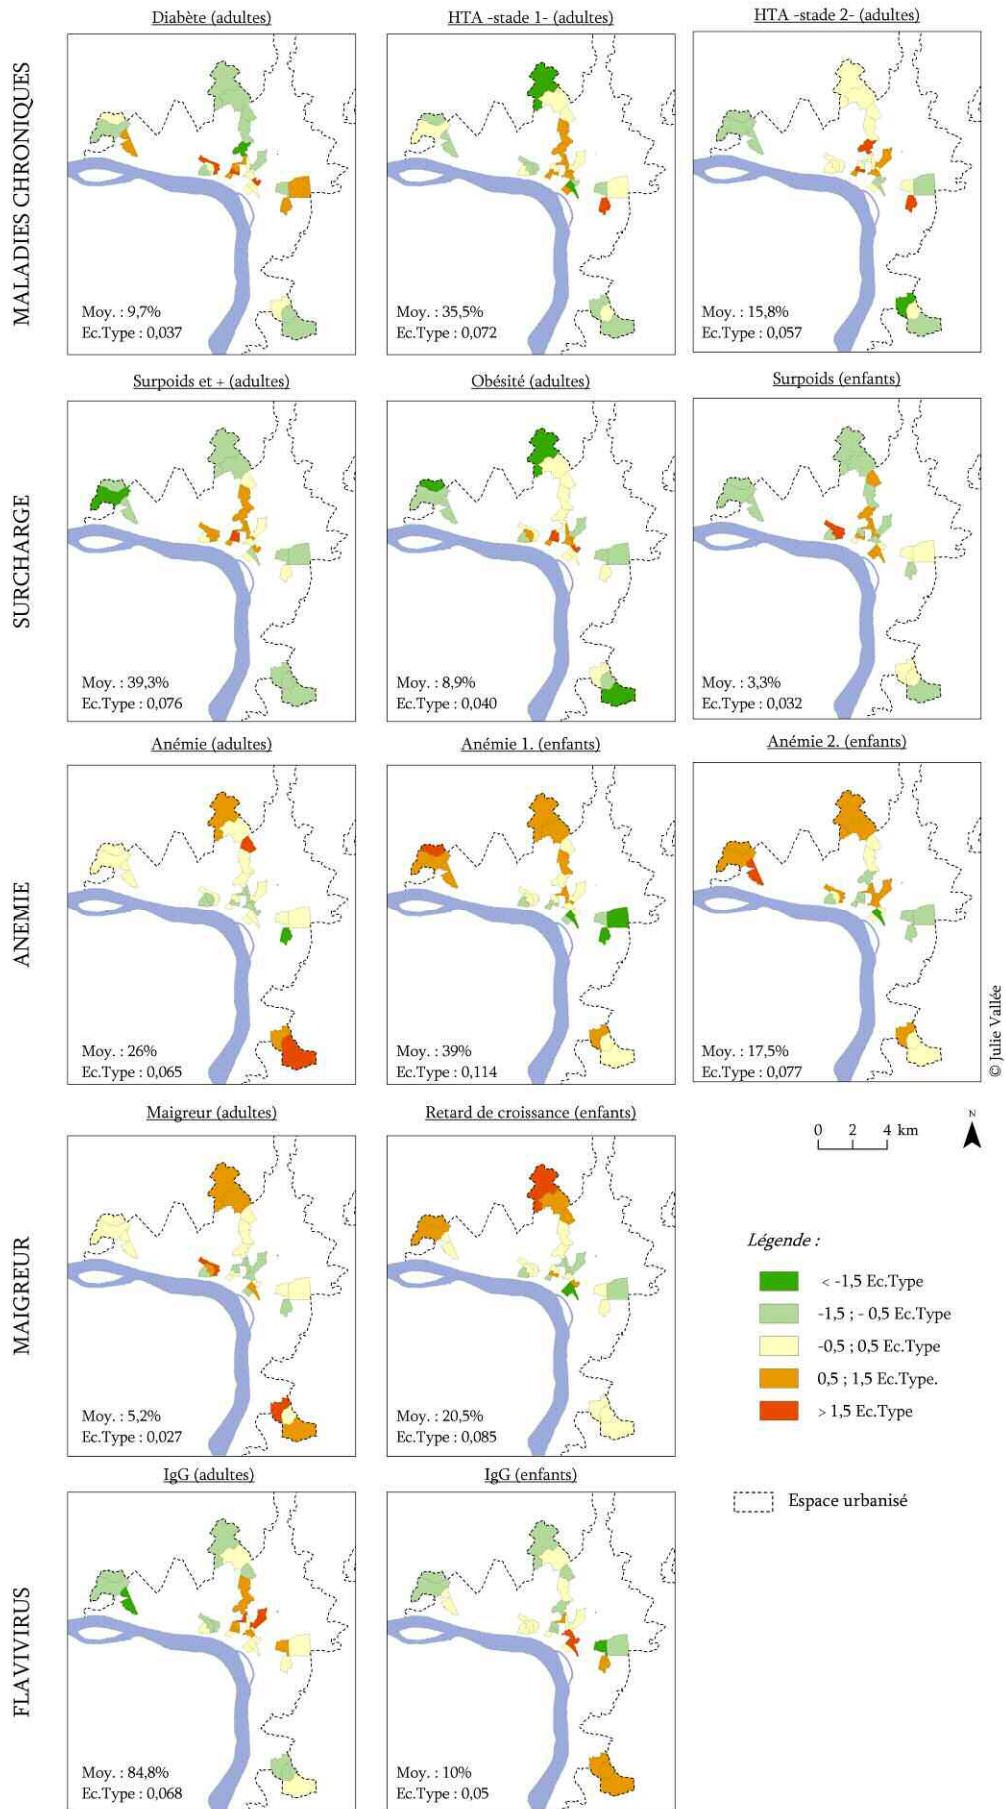 Diabète (adultes)
HTA -stade 1- (adultes)
HTA -stade 2- (adultes)
MALADIES CHRONIQUES
Moy. : 9,7%
Ec.Type : 0,037
Moy. : 35,5%
Ec.Type : 0,072
Moy. : 15,8%
Ec.Type : 0,057
Surpoids et + (adultes)
Obésité (adultes)
Surpoids (enfants)
SURCHARGE
Moy. : 39,3%
Ec.Type : 0,076
Moy. : 8,9%
Ec.Type : 0,040
Moy. : 3,3%
Ec.Type : 0,032
Anémie (adultes)
Anémie 1. (enfants)
Anémie 2. (enfants)
ANEMIE
Moy. : 26%
Ec.Type : 0,065
Moy. : 39%
Ec.Type : 0,114
Moy. : 17,5%
Ec.Type : 0,077
© Julie Vallée
Maigreur (adultes)
Retard de croissance (enfants)
MAIGREUR
Moy. : 5,2%
Ec.Type : 0,027
Moy. : 20,5%
Ec.Type : 0,085
0 2 4 km
N
Légende :
< -1,5 Ec.Type
-1,5 ; - 0,5 Ec.Type
-0,5 ; 0,5 Ec.Type
0,5 ; 1,5 Ec.Type.
> 1,5 Ec.Type
Espace urbanisé
IgG (adultes)
IgG (enfants)
FLAVIVIRUS
Moy. : 84,8%
Ec.Type : 0,068
Moy. : 10%
Ec.Type : 0,05